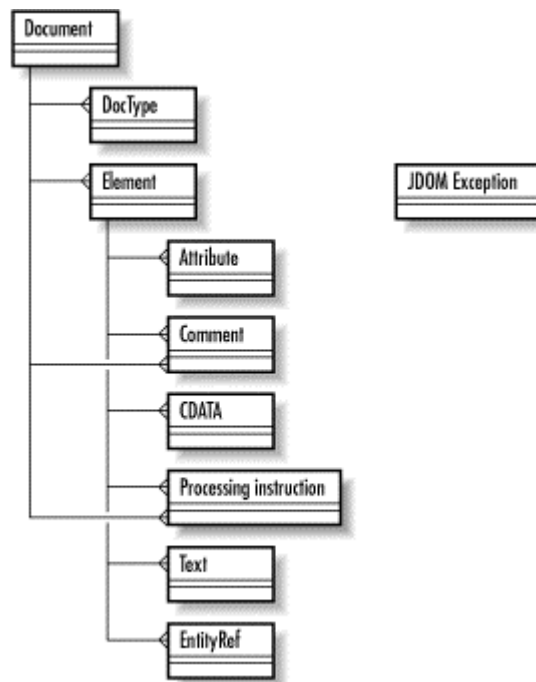 Document
DocType
Element
JDOM Exception
Attribute
Comment
CDATA
Processing instruction
Text
EntityRef